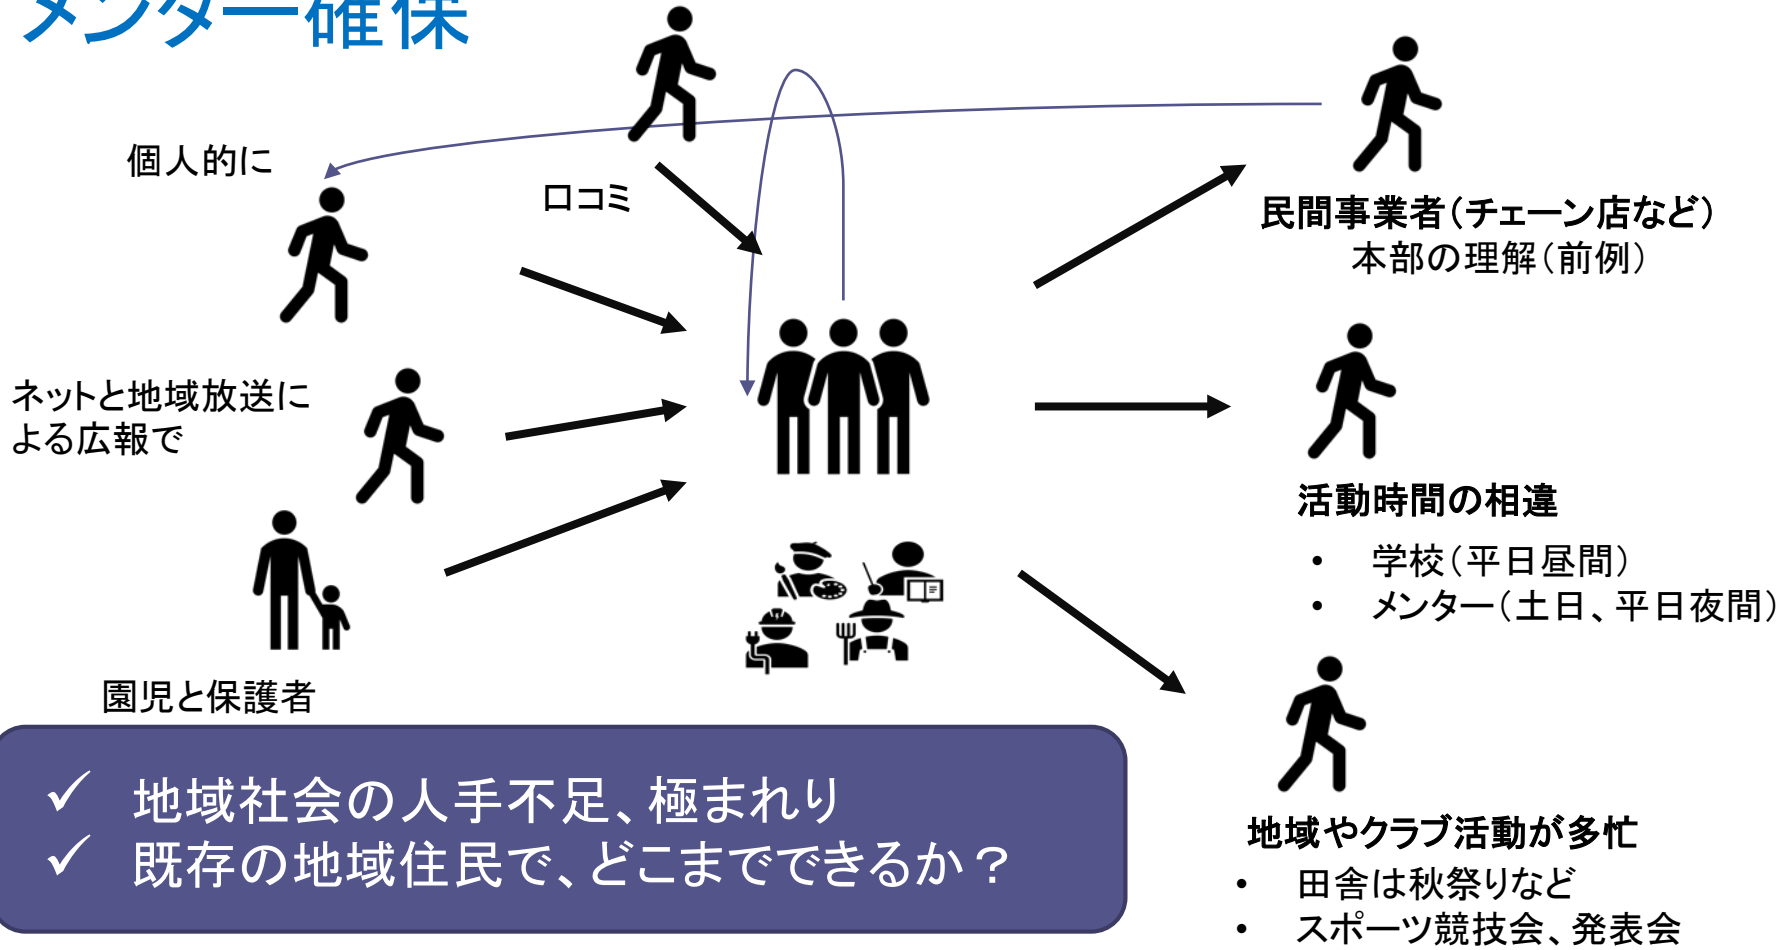 メンター確保
個人的に
口コミ
ネットと地域放送に
よる広報で
園児と保護者
民間事業者（チェーン店など）
本部の理解（前例）
活動時間の相違
• 学校（平日昼間）
• メンター（土日、平日夜間）
地域やクラブ活動が多忙
• 田舎は秋祭りなど
• スポーツ競技会、発表会
✓ 地域社会の人手不足、極まれり
✓ 既存の地域住民で、どこまでできるか？